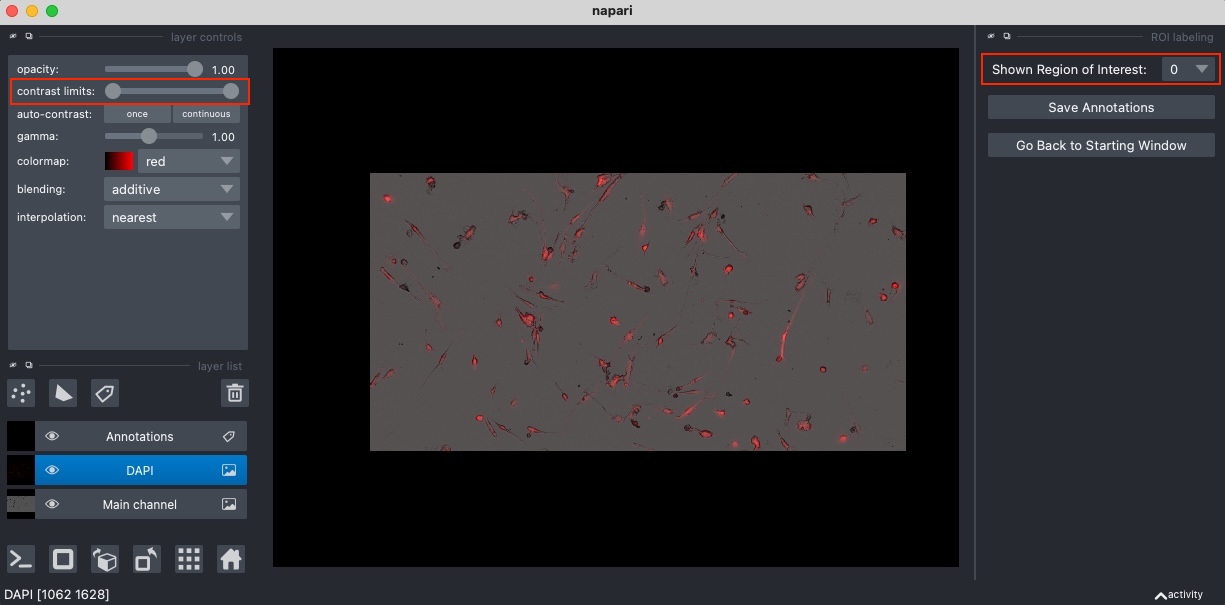 napari
layer controls
opacity: 1.00
contrast limits:
auto-contrast: once continuous
gamma: 1.00
colormap: red
blending: additive
interpolation: nearest
layer list
Annotations
DAPI
Main channel
ROI labeling
Shown Region of Interest: 0
Save Annotations
Go Back to Starting Window
DAPI [1062 1628]
activity